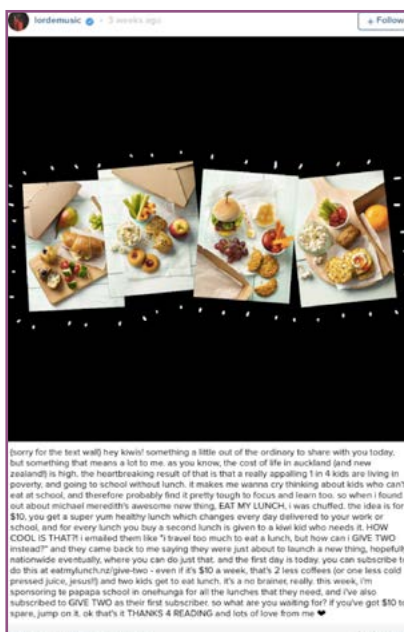 lordemusic • 3 weeks ago + Follow
(sorry for the text wall) hey kiwis! something a little out of the ordinary to share with you today,
but something that means a lot to me. as you know, the cost of life in auckland (and new
zealand!) is high. the heartbreaking result of that is that a really appalling 1 in 4 kids are living in
poverty, and going to school without lunch. it makes me wanna cry thinking about kids who can't
eat at school, and therefore probably find it pretty tough to focus and learn too. so when i found
out about michael meredith's awesome new thing, EAT MY LUNCH, i was chuffed. the idea is for
$10, you get a super yum healthy lunch which changes every day delivered to your work or
school, and for every lunch you buy a second lunch is given to a kiwi kid who needs it. HOW
COOL IS THAT?! i emailed them like "i travel too much to eat a lunch, but how can i GIVE TWO
instead?" and they came back to me saying they were just about to launch a new thing, hopefully
nationwide eventually, where you can do just that. and the first day is today. you can subscribe to
do this at eatmylunch.nz/give-two - even if it's $10 a week, that's 2 less coffees (or one less cold
pressed juice, jesus!!) and two kids get to eat lunch. it's a no brainer, really. this week, i'm
sponsoring te papapa school in onehunga for all the lunches that they need, and i've also
subscribed to GIVE TWO as their first subscriber. so what are you waiting for? if you've got $10 to
spare, jump on it. ok that's it THANKS 4 READING and lots of love from me ❤